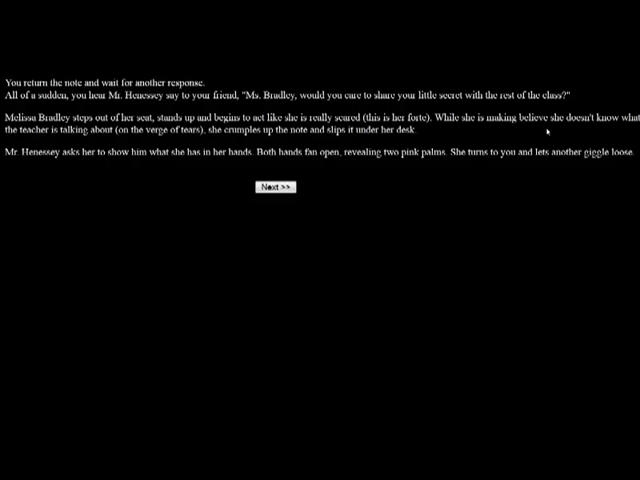 You return the note and wait for another response.
All of a sudden, you hear Mr. Henessey say to your friend, "Ms. Bradley, would you care to share your little secret with the rest of the class?"
Melissa Bradley steps out of her seat, stands up and begins to act like she is really scared (this is her forte). While she is making believe she doesn't know what
the teacher is talking about (on the verge of tears), she crumples up the note and slips it under her desk.
Mr. Henessey asks her to show him what she has in her hands. Both hands fan open, revealing two pink palms. She turns to you and lets another giggle loose.
Next >>